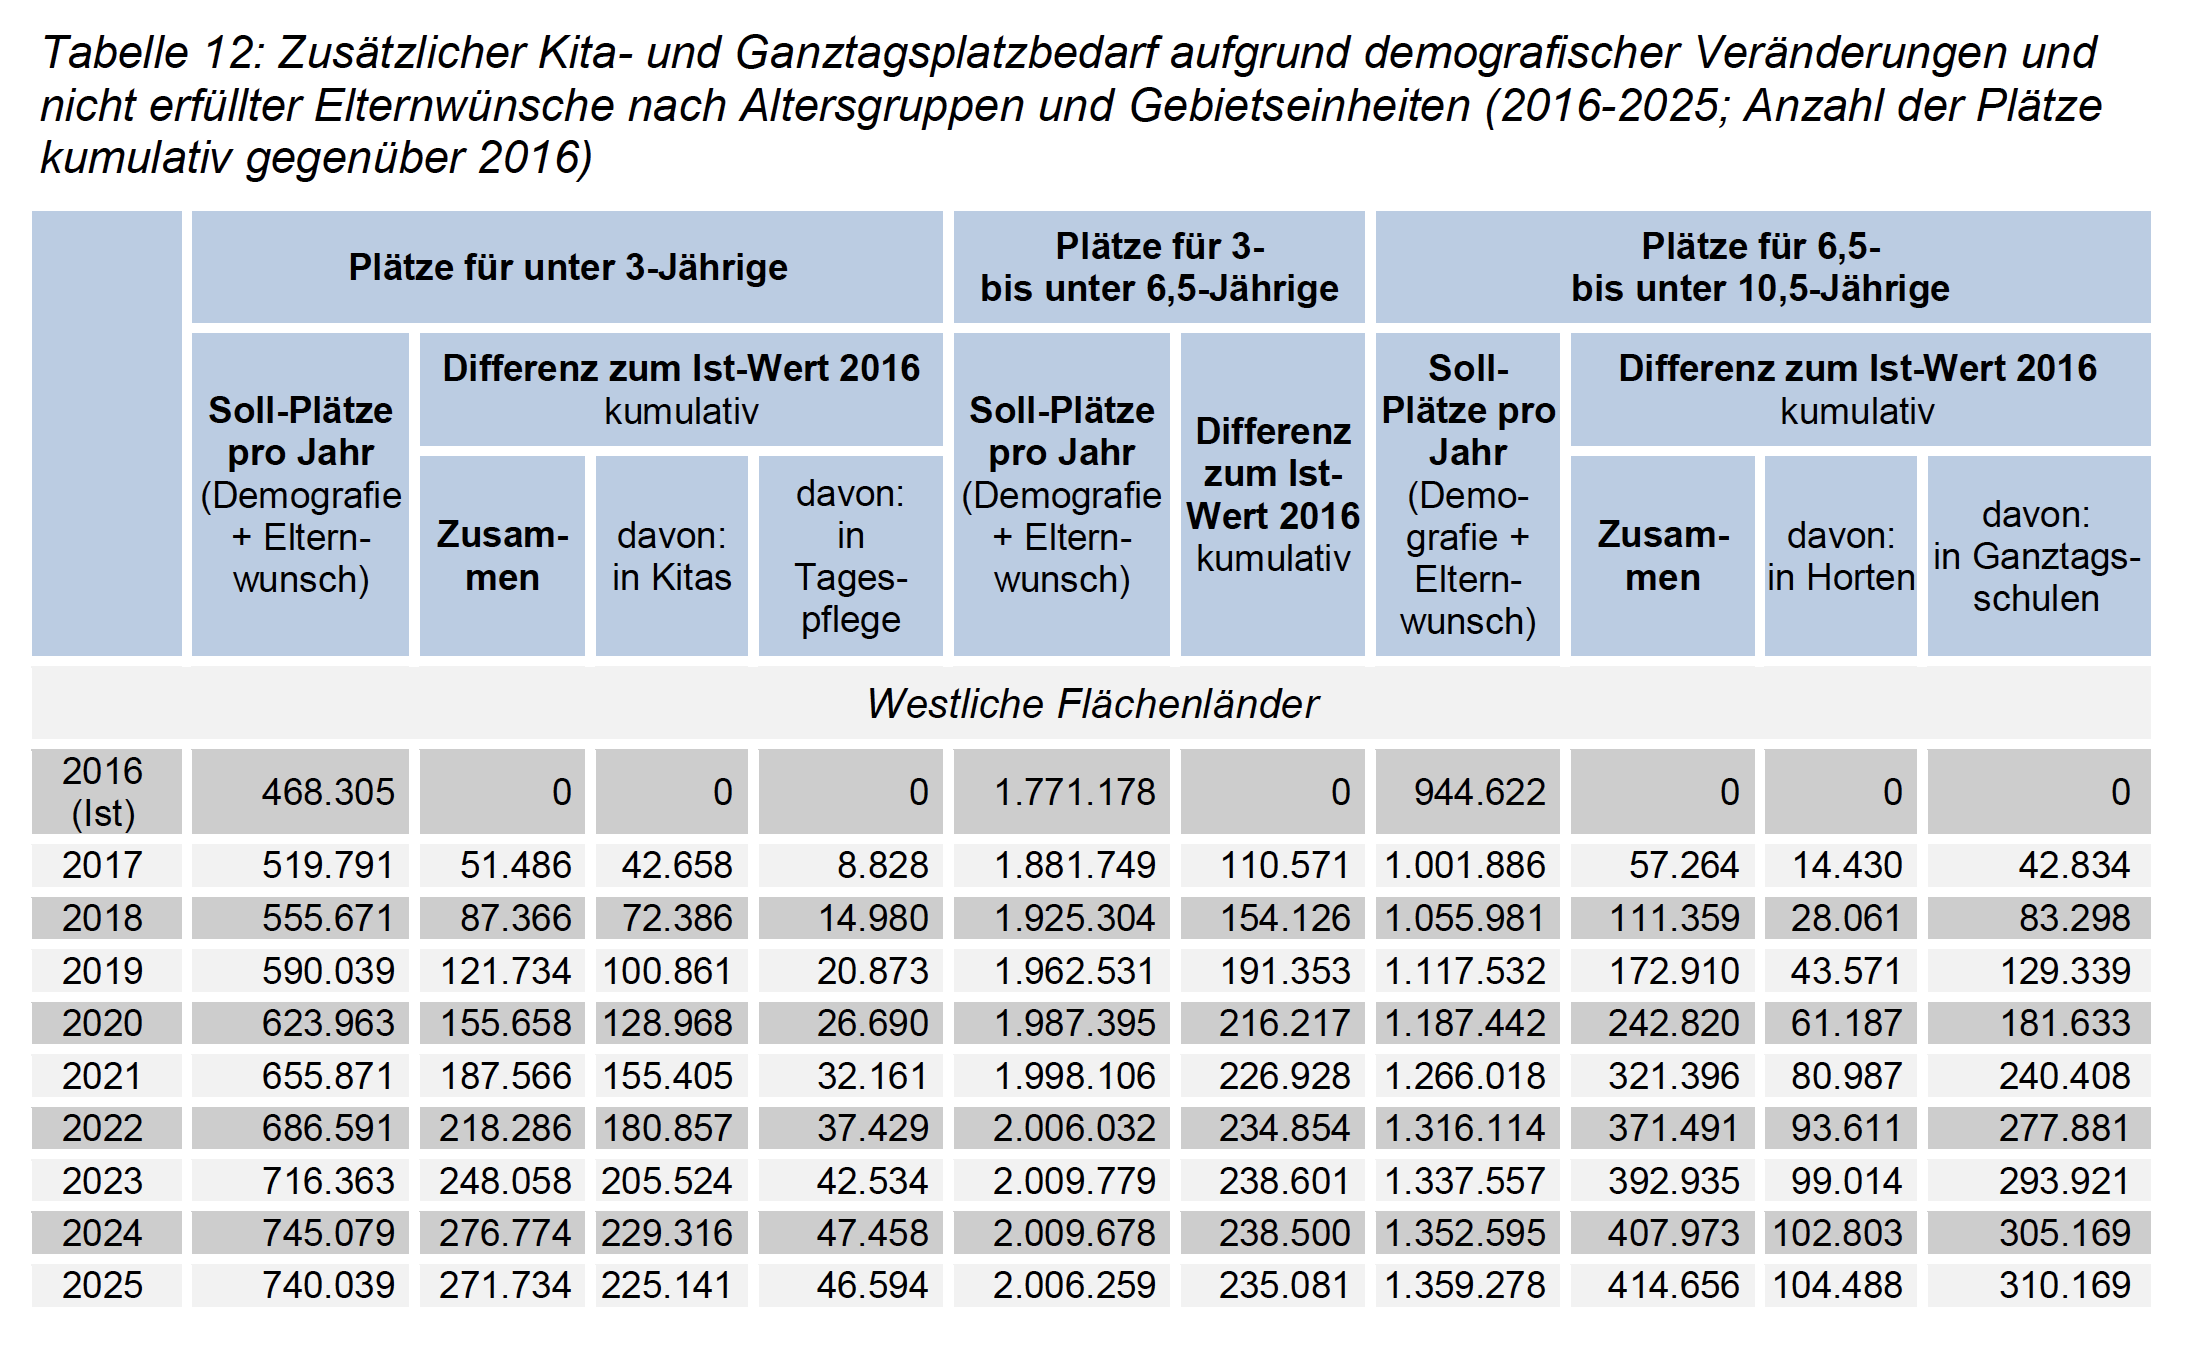 Tabelle 12: Zusätzlicher Kita- und Ganztagsplatzbedarf aufgrund demografischer Veränderungen und
nicht erfüllter Elternwünsche nach Altersgruppen und Gebietseinheiten (2016-2025; Anzahl der Plätze
kumulativ gegenüber 2016)
Plätze für unter 3-Jährige
Plätze für 3-
bis unter 6,5-Jährige
Plätze für 6,5-
bis unter 10,5-Jährige
Soll-Plätze
pro Jahr
(Demografie
+ Eltern-
wunsch)
Differenz zum Ist-Wert 2016
kumulativ
Zusam-
men
davon:
in Kitas
davon:
in
Tages-
pflege
Soll-Plätze
pro Jahr
(Demografie
+ Eltern-
wunsch)
Differenz
zum Ist-
Wert 2016
kumulativ
Soll-
Plätze pro
Jahr
(Demo-
grafie +
Eltern-
wunsch)
Differenz zum Ist-Wert 2016
kumulativ
Zusam-
men
davon:
in Horten
davon:
in Ganztags-
schulen
Westliche Flächenländer
2016
(Ist) 468.305 0 0 0 1.771.178 0 944.622 0 0 0
2017 519.791 51.486 42.658 8.828 1.881.749 110.571 1.001.886 57.264 14.430 42.834
2018 555.671 87.366 72.386 14.980 1.925.304 154.126 1.055.981 111.359 28.061 83.298
2019 590.039 121.734 100.861 20.873 1.962.531 191.353 1.117.532 172.910 43.571 129.339
2020 623.963 155.658 128.968 26.690 1.987.395 216.217 1.187.442 242.820 61.187 181.633
2021 655.871 187.566 155.405 32.161 1.998.106 226.928 1.266.018 321.396 80.987 240.408
2022 686.591 218.286 180.857 37.429 2.006.032 234.854 1.316.114 371.491 93.611 277.881
2023 716.363 248.058 205.524 42.534 2.009.779 238.601 1.337.557 392.935 99.014 293.921
2024 745.079 276.774 229.316 47.458 2.009.678 238.500 1.352.595 407.973 102.803 305.169
2025 740.039 271.734 225.141 46.594 2.006.259 235.081 1.359.278 414.656 104.488 310.169